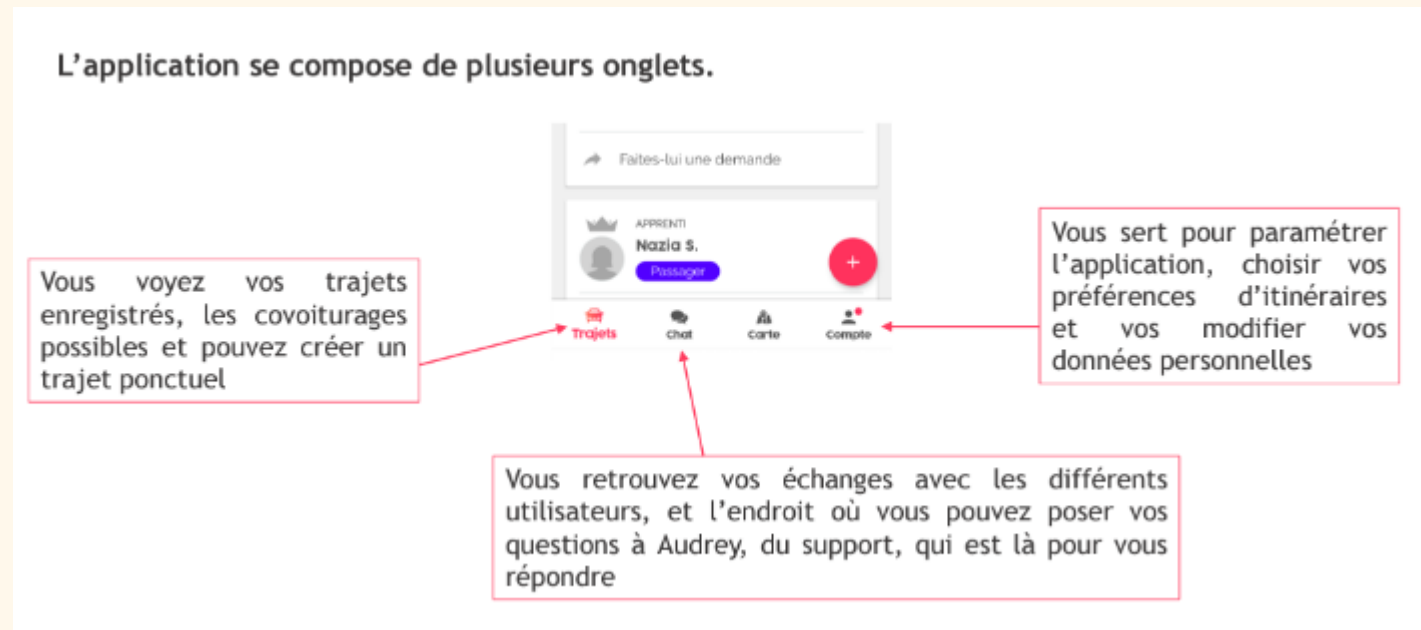 L’application se compose de plusieurs onglets.
Faites-lui une demande
APPRENTI
Nazia S.
Passager
+
Trajets
Chat
Carte
Compte
Vous voyez vos trajets
enregistrés, les covoiturages
possibles et pouvez créer un
trajet ponctuel
Vous sert pour paramétrer
l’application, choisir vos
préférences d’itinéraires
et vos modifier vos
données personnelles
Vous retrouvez vos échanges avec les différents
utilisateurs, et l’endroit où vous pouvez poser vos
questions à Audrey, du support, qui est là pour vous
répondre